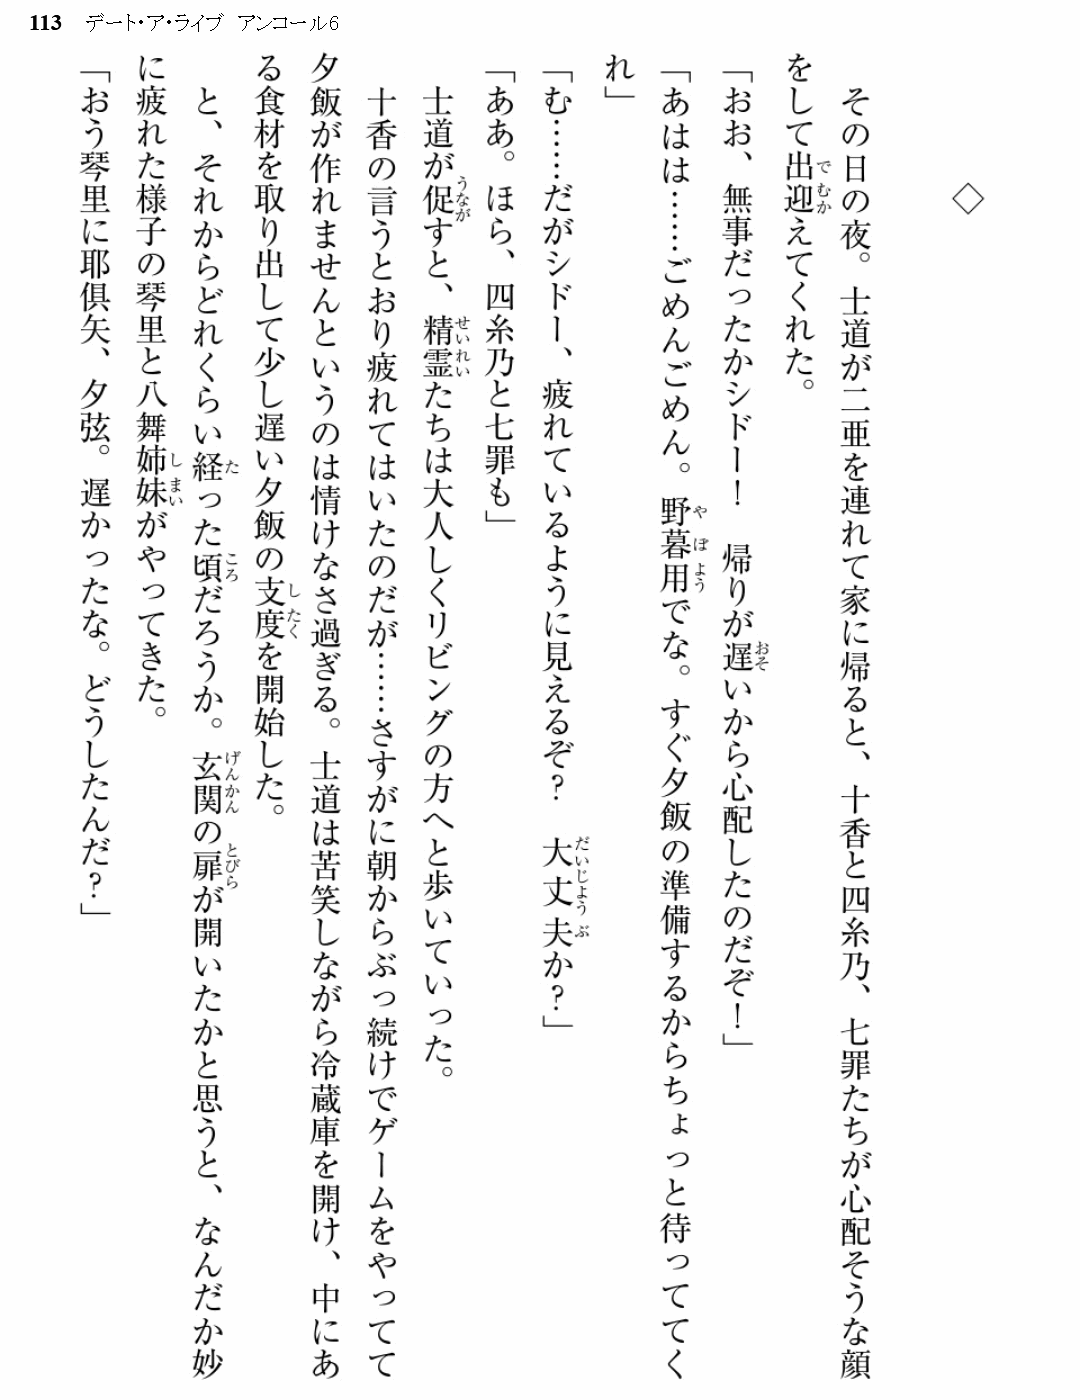 113 デート・ア・ライブ アンコール6
◇
その日の夜。士道が二亜を連れて家に帰ると、十香と四糸乃、七罪たちが心配そうな顔
をして出迎えてくれた。
「おお、無事だったかシドー！　帰りが遅いから心配したのだぞ！」
「あはは……ごめんごめん。野暮用でな。すぐ夕飯の準備するからちょっと待っててく
れ」
「む……だがシドー、疲れているように見えるぞ？　大丈夫か？」
「ああ。ほら、四糸乃と七罪も」
士道が促すと、精霊たちは大人しくリビングの方へと歩いていった。
十香の言うとおり疲れてはいたのだが……さすがに朝からぶっ続けでゲームをやってて
夕飯が作れませんというのは情けなさ過ぎる。士道は苦笑しながら冷蔵庫を開け、中にあ
る食材を取り出して少し遅い夕飯の支度を開始した。
と、それからどれくらい経った頃だろうか。玄関の扉が開いたかと思うと、なんだか妙
に疲れた様子の琴里と八舞姉妹がやってきた。
「おう琴里に耶倶矢、夕弦。遅かったな。どうしたんだ？」